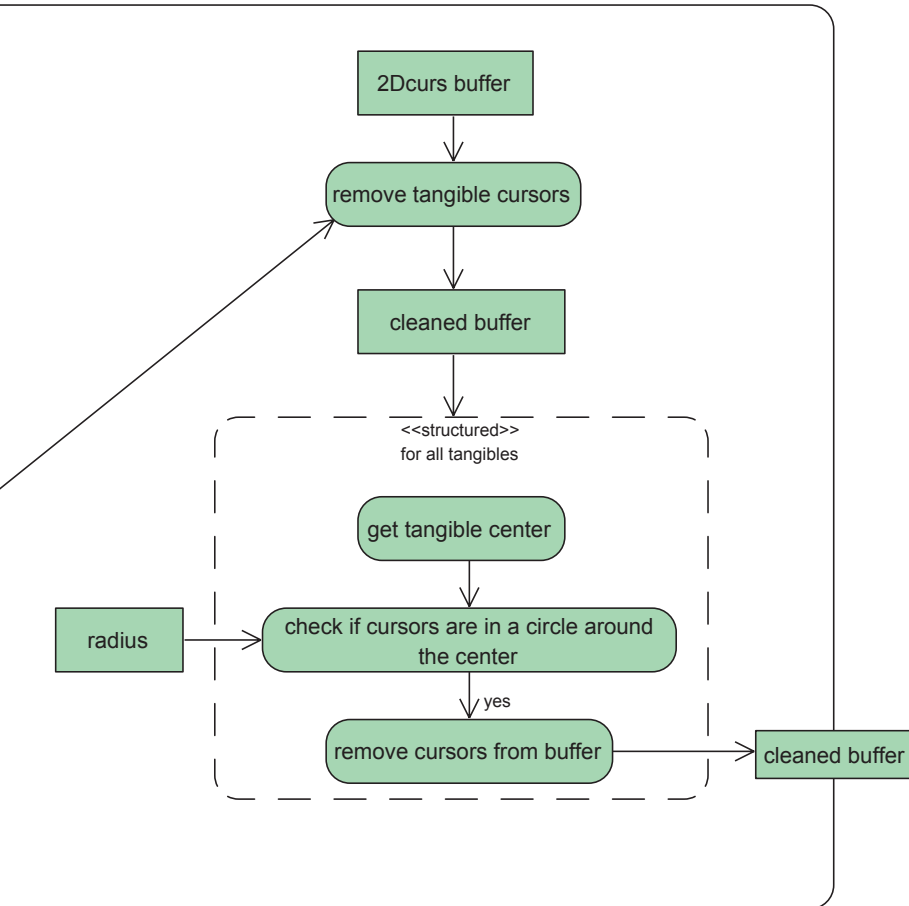 2Dcurs buffer
remove tangible cursors
cleaned buffer
<<structured>>
for all tangibles
get tangible center
radius
check if cursors are in a circle around
the center
yes
remove cursors from buffer
cleaned buffer